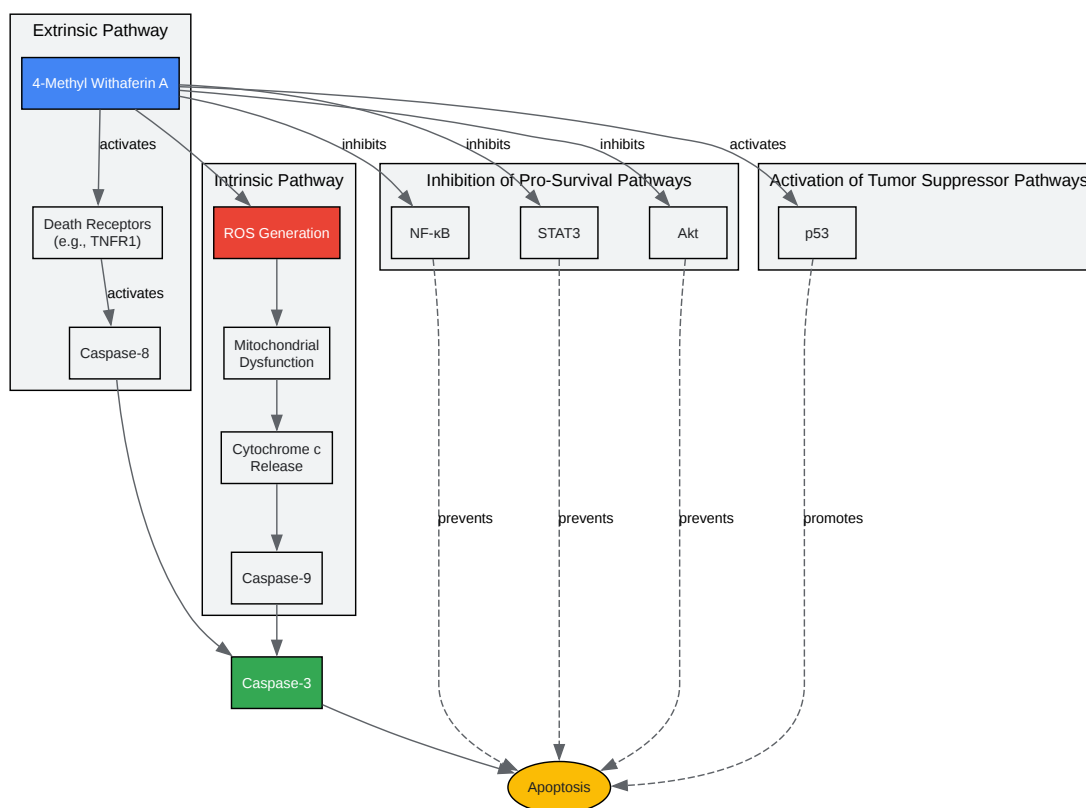 Extrinsic Pathway
4-Methyl Withaferin A
activates
inhibits
inhibits
inhibits
activates
Intrinsic Pathway
Inhibition of Pro-Survival Pathways
Activation of Tumor Suppressor Pathways
Death Receptors
(e.g., TNFR1)
ROS Generation
NF-κB
STAT3
Akt
p53
activates
Caspase-8
Mitochondrial
Dysfunction
Cytochrome c
Release
prevents
prevents
prevents
promotes
Caspase-9
Caspase-3
Apoptosis